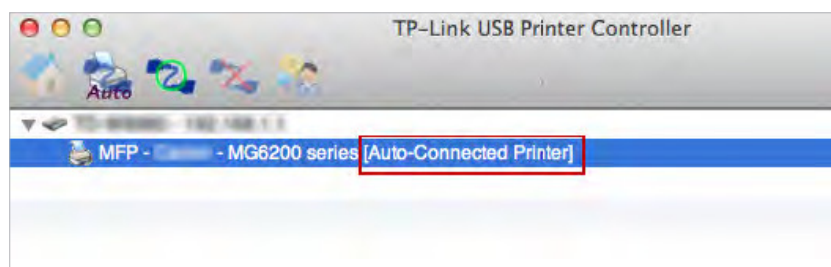 TP-Link USB Printer Controller
Auto
MFP - - MG6200 series [Auto-Connected Printer]